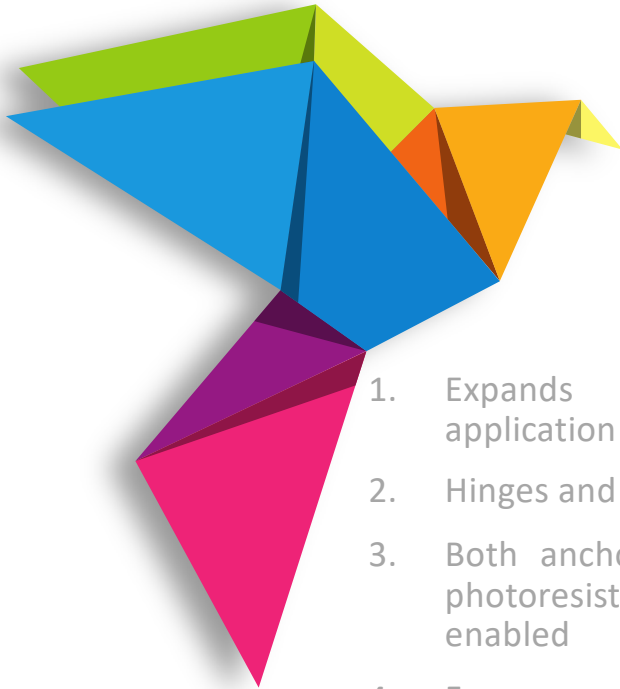 1. Expands
application
2. Hinges and
3. Both
photoresist
enabled